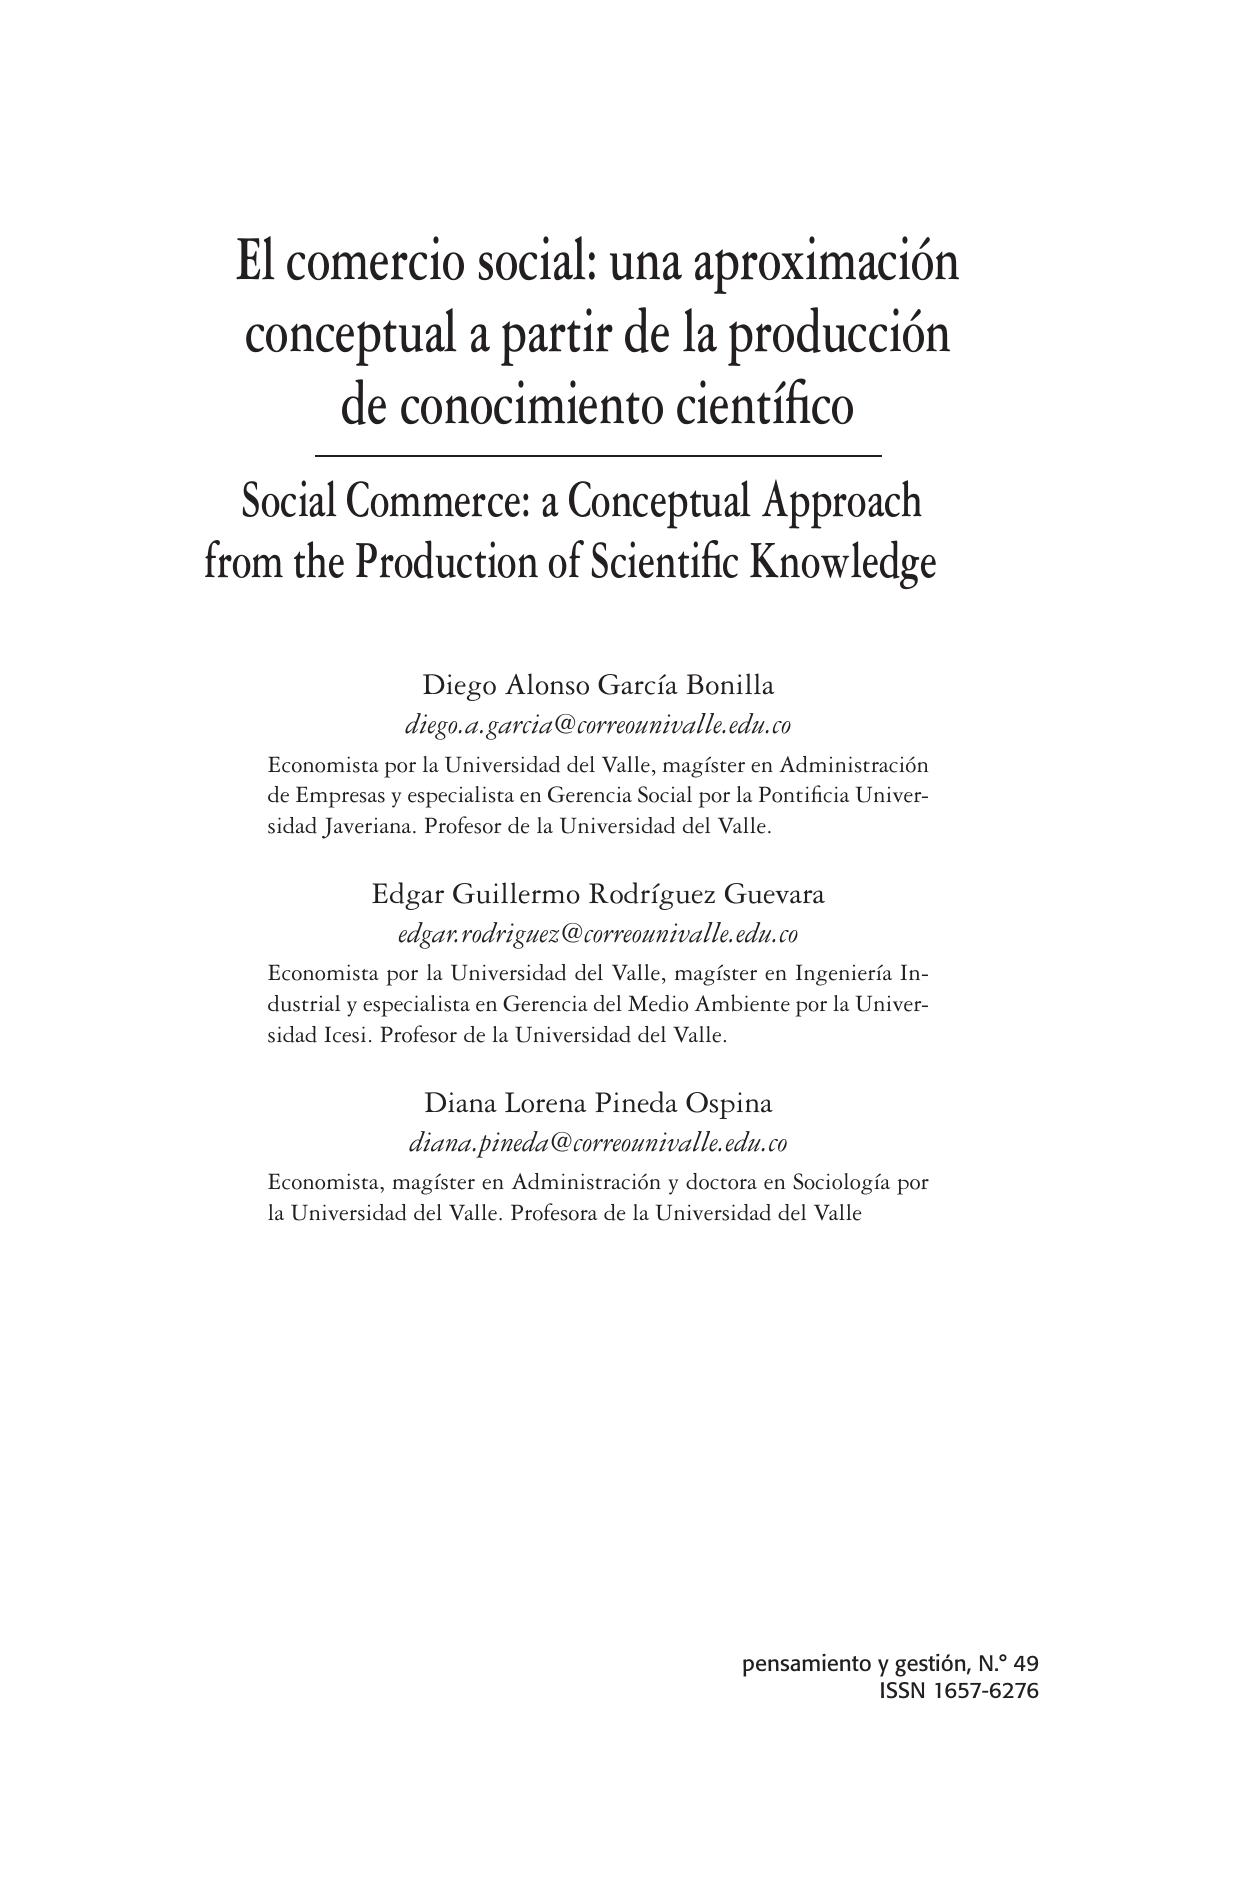 El comercio social: una aproximación
conceptual a partir de la producción
de conocimiento científico
Social Commerce: a Conceptual Approach
from the Production of Scientific Knowledge
Diego Alonso García Bonilla
diego.a.garcia@correounivalle.edu.co
Economista por la Universidad del Valle, magíster en Administración
de Empresas y especialista en Gerencia Social por la Pontificia Univer-
sidad Javeriana. Profesor de la Universidad del Valle.
Edgar Guillermo Rodríguez Guevara
edgar.rodriguez@correounivalle.edu.co
Economista por la Universidad del Valle, magíster en Ingeniería In-
dustrial y especialista en Gerencia del Medio Ambiente por la Univer-
sidad Icesi. Profesor de la Universidad del Valle.
Diana Lorena Pineda Ospina
diana.pineda@correounivalle.edu.co
Economista, magíster en Administración y doctora en Sociología por
la Universidad del Valle. Profesora de la Universidad del Valle
pensamiento y gestión, N.° 49
ISSN 1657-6276